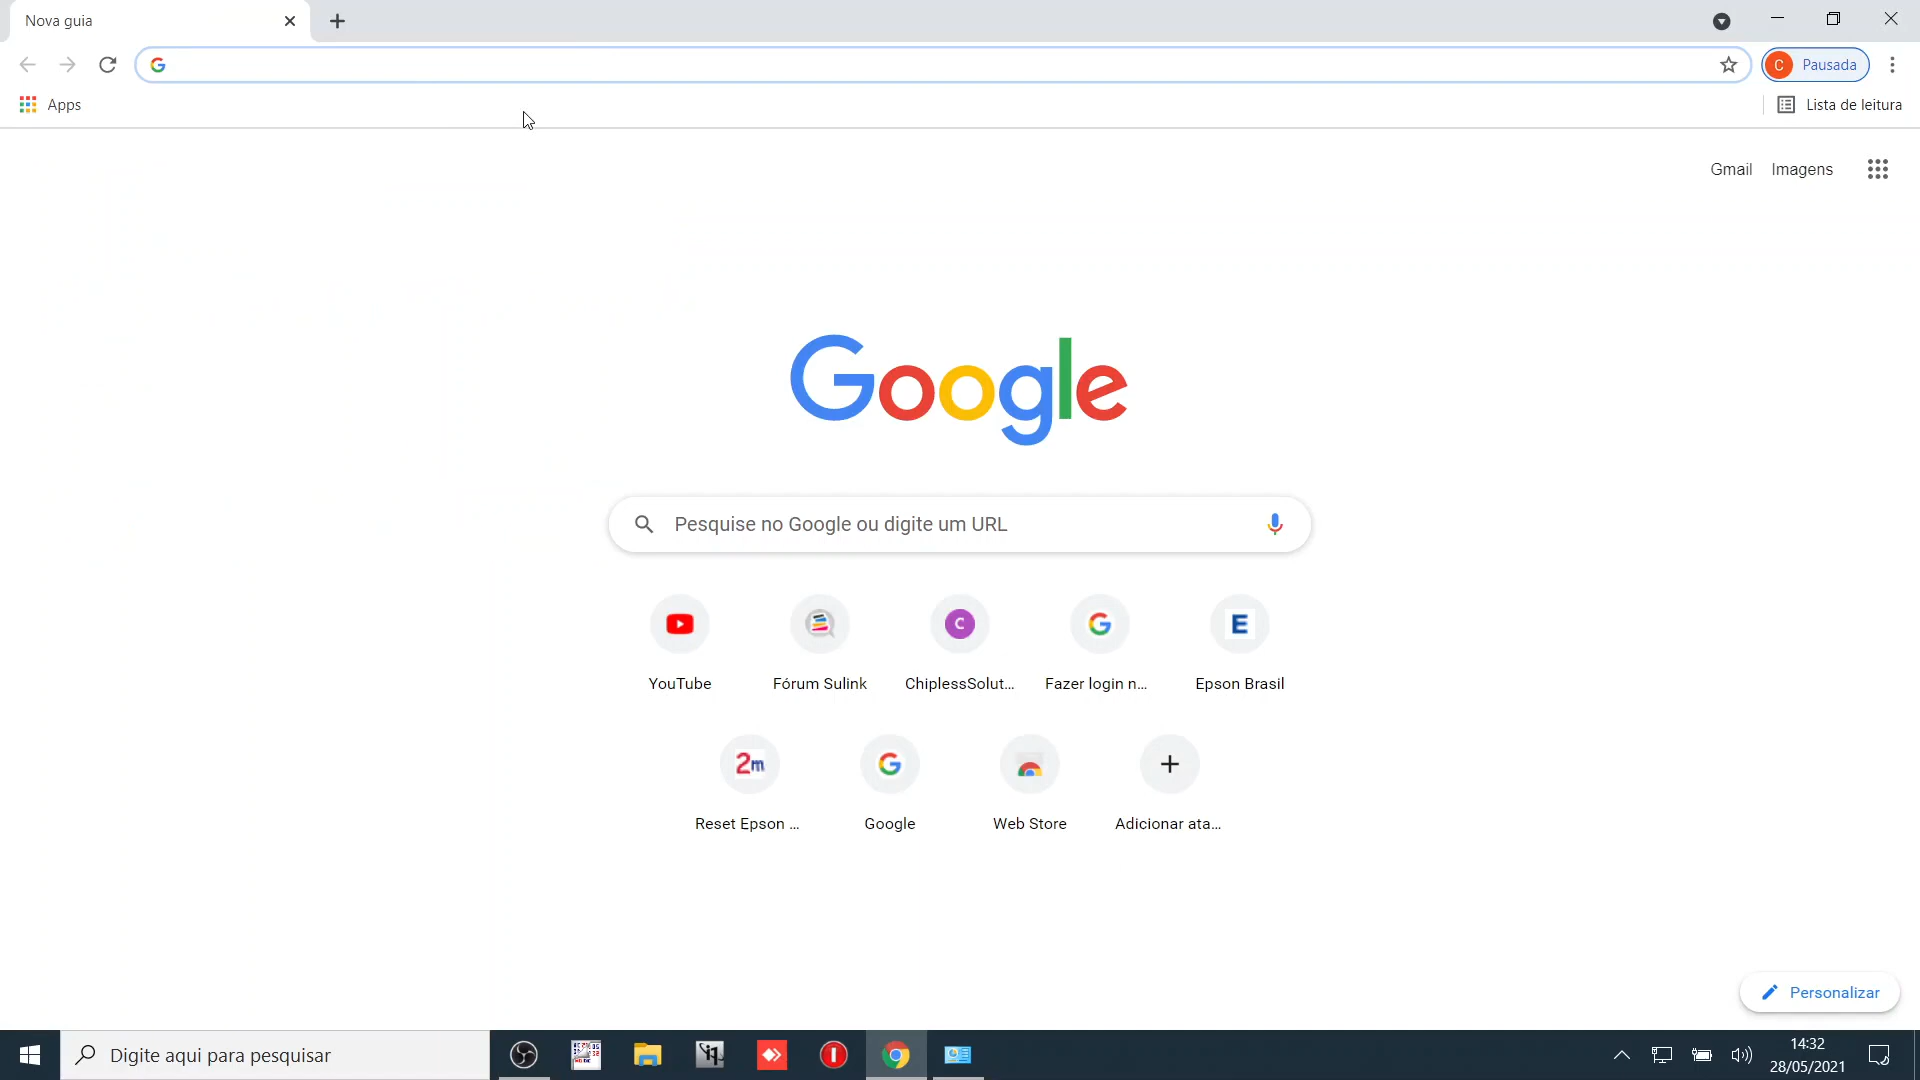 Nova guia
C Pausada
Apps
Lista de leitura
Gmail Imagens
Google
Pesquise no Google ou digite um URL
C
E
YouTube
Fórum Sulink
ChiplessSolut...
Fazer login n...
Epson Brasil
2m
Reset Epson ...
Google
Web Store
Adicionar ata...
Personalizar
Digite aqui para pesquisar
14:32
28/05/2021